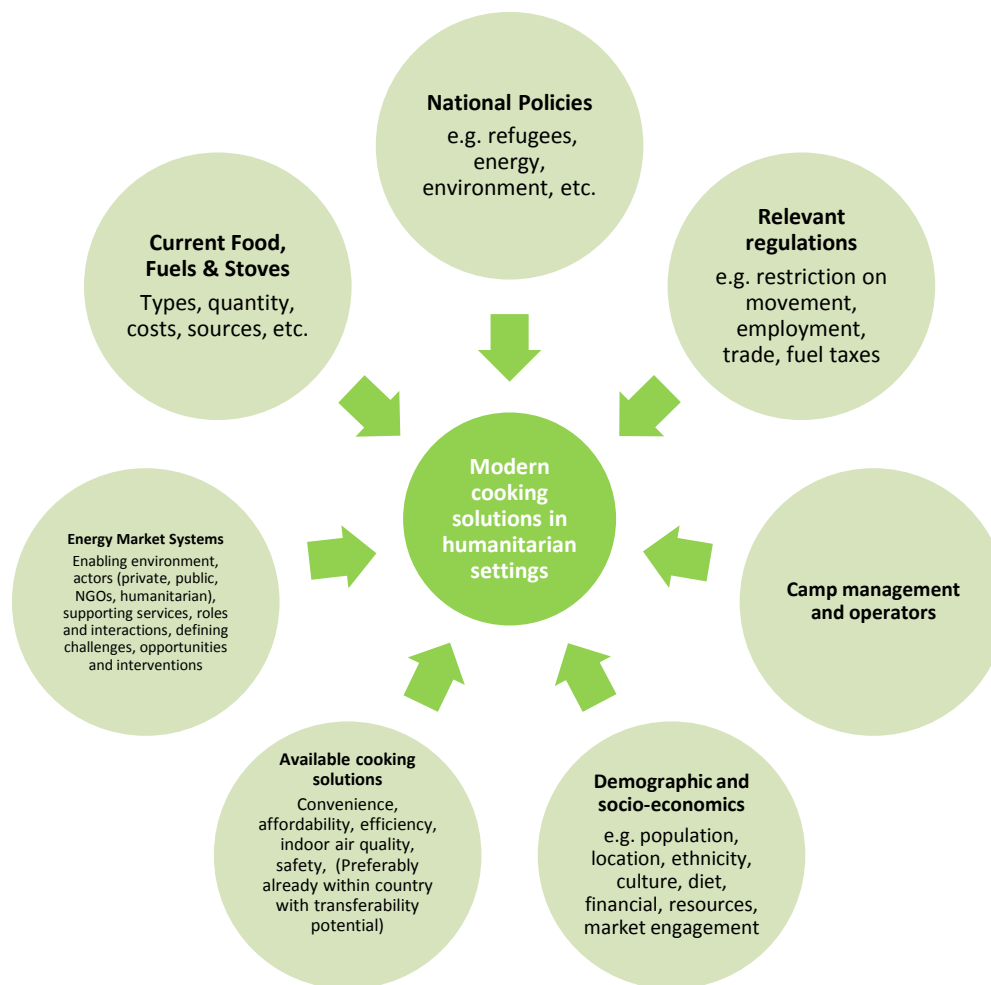 National Policies
e.g. refugees,
energy,
environment, etc.
Relevant
regulations
e.g. restriction on
movement,
employment,
trade, fuel taxes
Camp management
and operators
Demographic and
socio-economics
e.g. population,
location, ethnicity,
culture, diet,
financial, resources,
market engagement
Available cooking
solutions
Convenience,
affordability, efficiency,
indoor air quality,
safety,  (Preferably
already within country
with transferability
potential)
Energy Market Systems
Enabling environment,
actors (private, public,
NGOs, humanitarian),
supporting services, roles
and interactions, defining
challenges, opportunities
and interventions
Current Food,
Fuels & Stoves
Types, quantity,
costs, sources, etc.
Modern
cooking
solutions in
humanitarian
settings